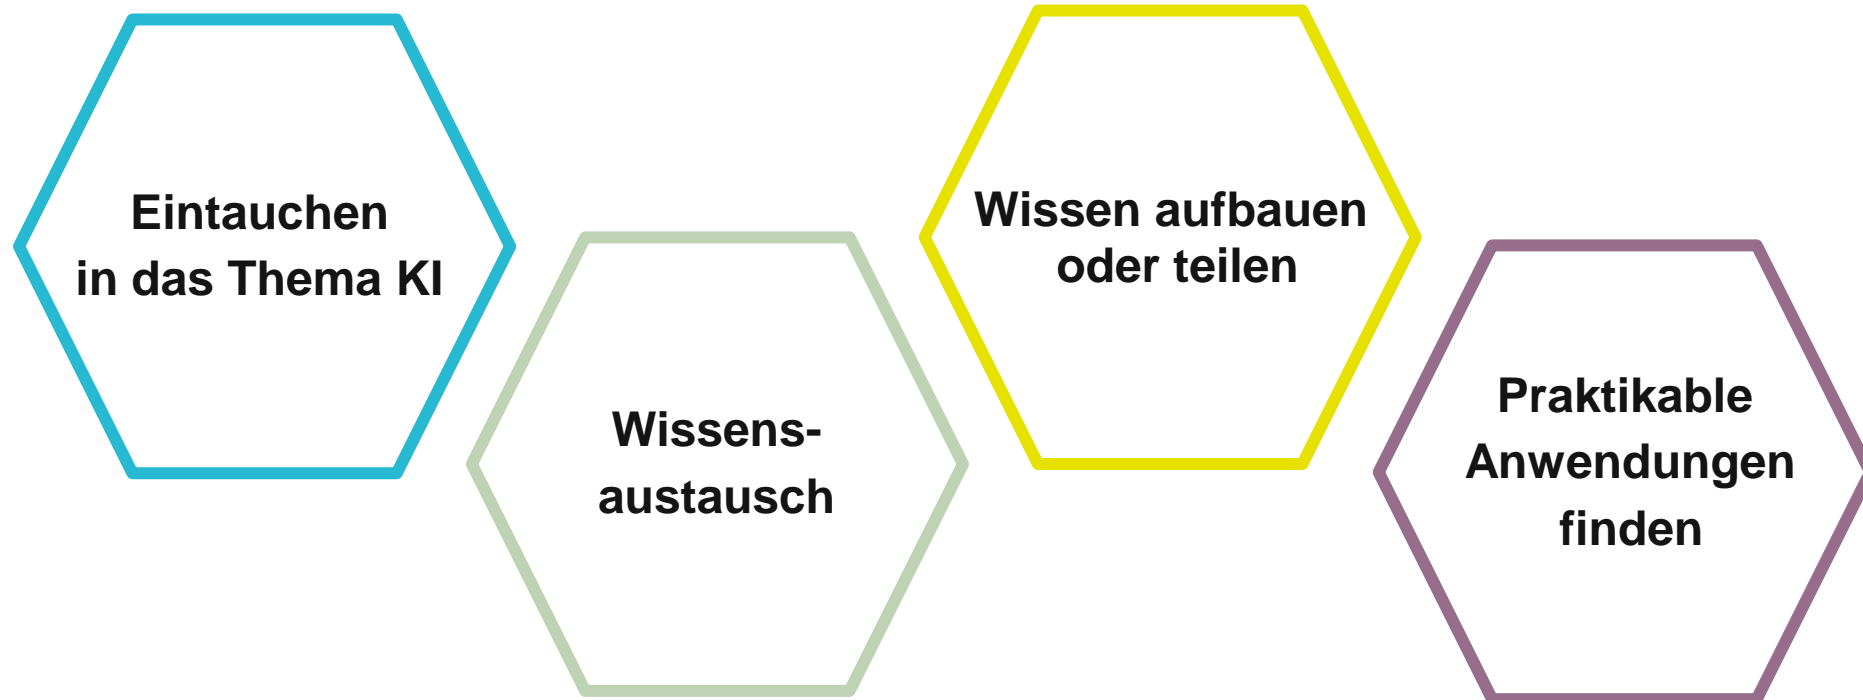 Eintauchen
in das Thema KI
Wissens-
austausch
Wissen aufbauen
oder teilen
Praktikable
Anwendungen
finden